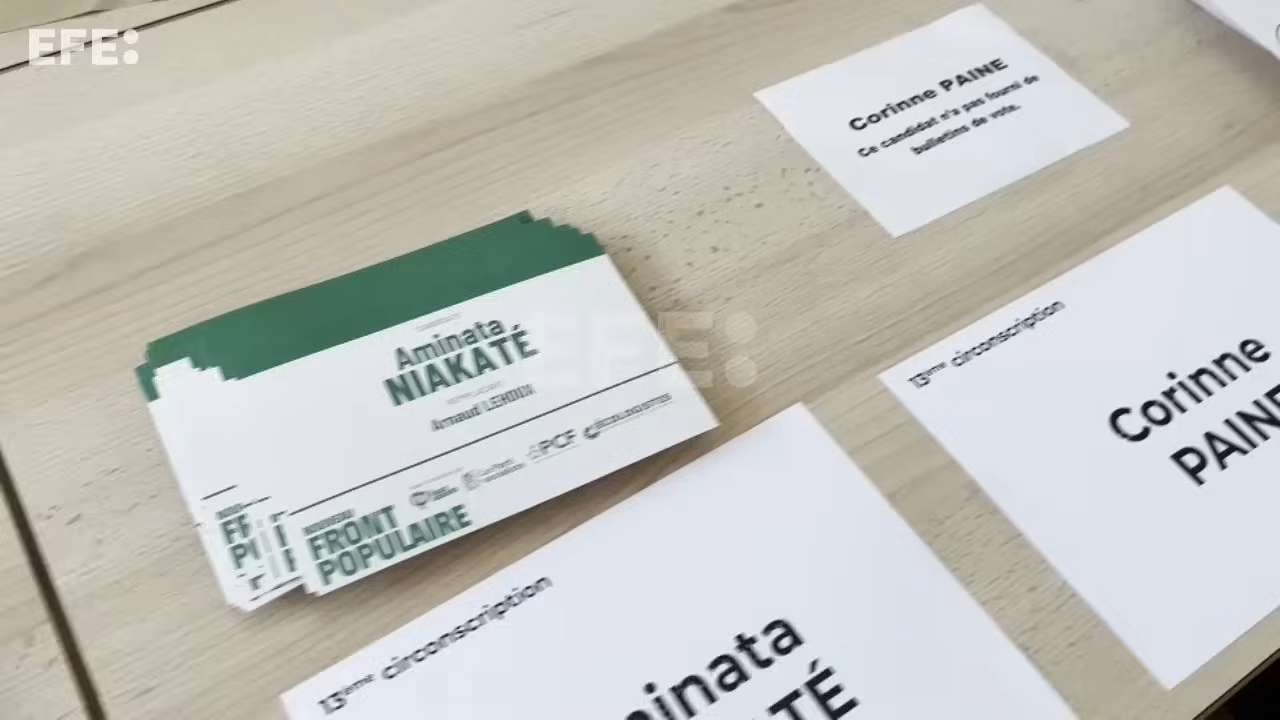 EFE:
Corinne PAINE
Ce candidat n'a pas fourni de
bulletins de vote.
Aminata
NIAKATÉ
Arnaud LEHOUX
PCF
NOUVEAU
FRONT
POPULAIRE
EFE:
13ème circonscription
Corinne
PAINE
13ème circonscription
minata
ATÉ